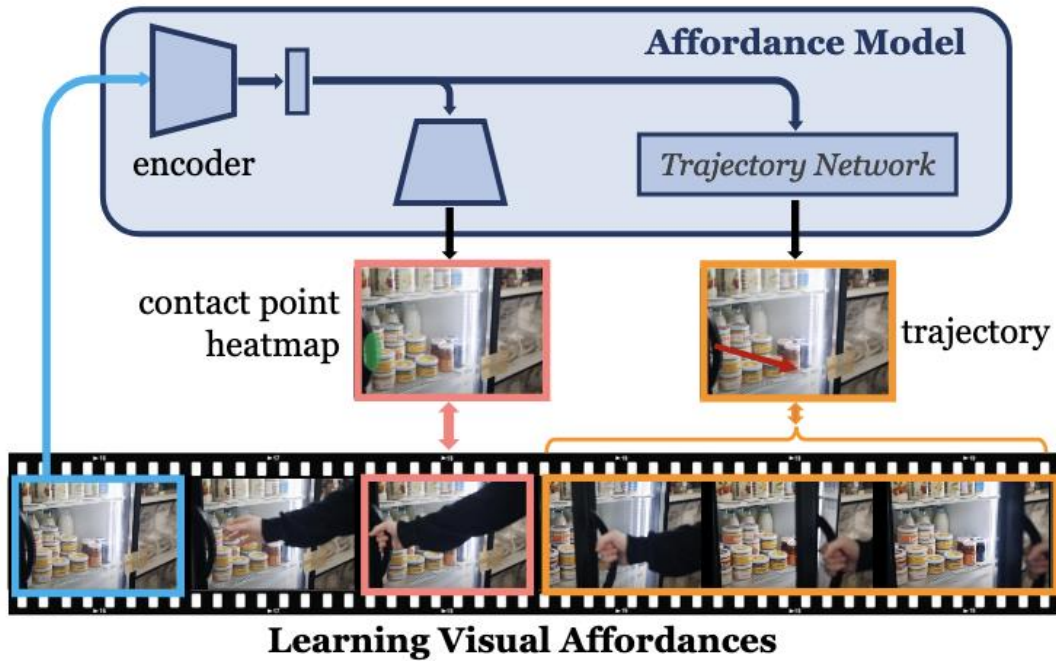 Affordance Model
encoder
Trajectory Network
contact point
heatmap
trajectory
Learning Visual Affordances